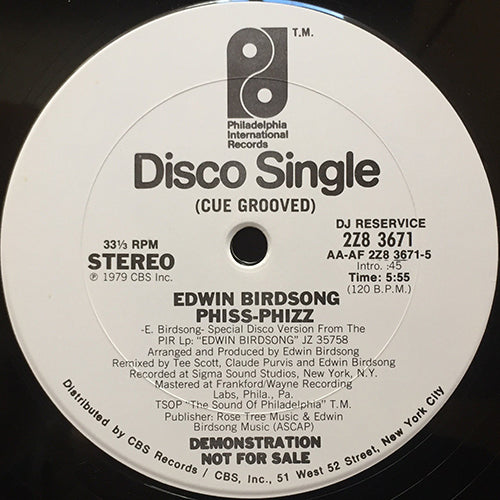 T.M.
Philadelphia
International
Records
Disco Single
(CUE GROOVED)
33⅓ RPM
STEREO
℗ 1979 CBS Inc.
DJ RESERVICE
2Z8 3671
AA-AF 2Z8 3671-5
Intro. :45
Time: 5:55
(120 B.P.M.)
EDWIN BIRDSONG
PHISS-PHIZZ
-E. Birdsong- Special Disco Version From The
PIR Lp: "EDWIN BIRDSONG" JZ 35758
Arranged and Produced by Edwin Birdsong
Remixed by Tee Scott, Claude Purvis and Edwin Birdsong
Recorded at Sigma Sound Studios, New York, N.Y.
Mastered at Frankford/Wayne Recording
Labs, Phila., Pa.
TSOP "The Sound Of Philadelphia" T.M.
Publisher: Rose Tree Music & Edwin
Birdsong Music (ASCAP)
DEMONSTRATION
NOT FOR SALE
Distributed by CBS Records / CBS, Inc., 51 West 52 Street, New York City